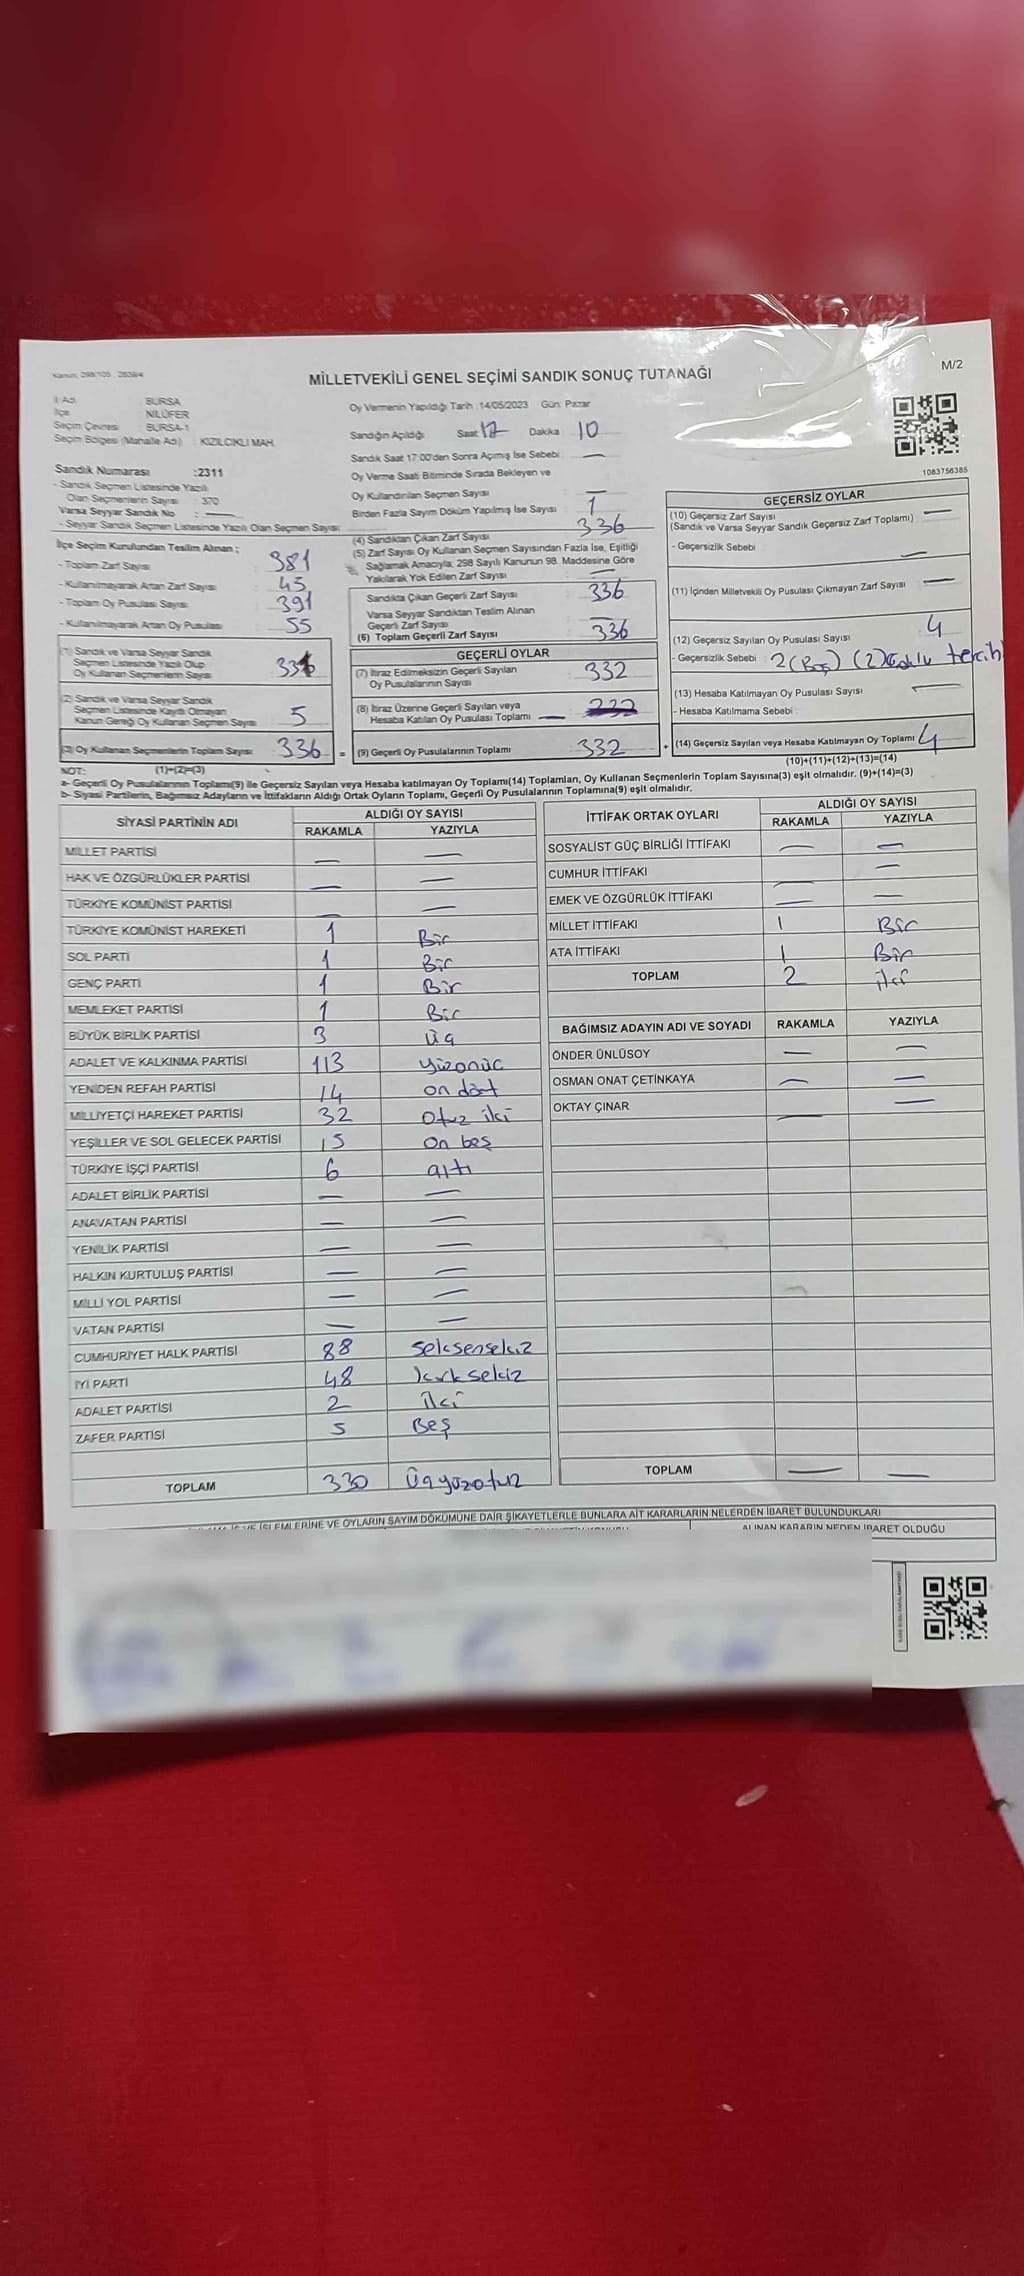 Kanun: 298/105 : 2839/4
MİLLETVEKİLİ GENEL SEÇİMİ SANDIK SONUÇ TUTANAĞI
M/2
İl Adı BURSA
İlçe NİLÜFER
Seçim Çevresi BURSA-1
Seçim Bölgesi (Mahalle Adı) : KIZILCIKLI MAH.
Sandık Numarası :2311
- Sandık Seçmen Listesinde Yazılı
Olan Seçmenlerin Sayısı : 370
Varsa Seyyar Sandık No : —
- Seyyar Sandık Seçmen Listesinde Yazılı Olan Seçmen Sayısı:
İlçe Seçim Kurulundan Teslim Alınan ;
- Toplam Zarf Sayısı : 381
- Kullanılmayarak Artan Zarf Sayısı : 45
- Toplam Oy Pusulası Sayısı : 391
- Kullanılmayarak Artan Oy Pusulası : 55
(1) Sandık ve Varsa Seyyar Sandık
Seçmen Listesinde Yazılı Olup
Oy Kullanan Seçmenlerin Sayısı : 331
(2) Sandık ve Varsa Seyyar Sandık
Seçmen Listesinde Kayıtlı Olmayan
Kanun Gereği Oy Kullanan Seçmen Sayısı : 5
(3) Oy Kullanan Seçmenlerin Toplam Sayısı : 336 =
(1)+(2)=(3)
Oy Vermenin Yapıldığı Tarih :14/05/2023 Gün: Pazar
Sandığın Açıldığı Saat 17 Dakika 10
Sandık Saat 17:00'den Sonra Açımış İse Sebebi : —
Oy Verme Saati Bitiminde Sırada Bekleyen ve
Oy Kullandırılan Seçmen Sayısı : —
Birden Fazla Sayım Döküm Yapılmış İse Sayısı : 1
(4) Sandıktan Çıkan Zarf Sayısı : 336
(5) Zarf Sayısı Oy Kullanan Seçmen Sayısından Fazla İse, Eşitliği
Sağlamak Amacıyla; 298 Sayılı Kanunun 98. Maddesine Göre
Yakılarak Yok Edilen Zarf Sayısı : —
Sandıkta Çıkan Geçerli Zarf Sayısı : 336
Varsa Seyyar Sandıktan Teslim Alınan
Geçerli Zarf Sayısı : —
(6) Toplam Geçerli Zarf Sayısı : 336
GEÇERLİ OYLAR
(7) İtiraz Edilmeksizin Geçerli Sayılan
Oy Pusulalarının Sayısı : 332
(8) İtiraz Üzerine Geçerli Sayılan veya
Hesaba Katılan Oy Pusulası Toplamı —
(9) Geçerli Oy Pusulalarının Toplamı : 332 +
1083756385
GEÇERSİZ OYLAR
(10) Geçersiz Zarf Sayısı : —
(Sandık ve Varsa Seyyar Sandık Geçersiz Zarf Toplamı)
- Geçersizlik Sebebi : —
(11) İçinden Milletvekili Oy Pusulası Çıkmayan Zarf Sayısı : —
(12) Geçersiz Sayılan Oy Pusulası Sayısı : 4
- Geçersizlik Sebebi : 2 (Boş) (2) Çoklu tercih
(13) Hesaba Katılmayan Oy Pusulası Sayısı : —
- Hesaba Katılmama Sebebi :
(14) Geçersiz Sayılan veya Hesaba Katılmayan Oy Toplamı : 4
(10)+(11)+(12)+(13)=(14)
NOT:
a- Geçerli Oy Pusulalarının Toplamı(9) ile Geçersiz Sayılan veya Hesaba katılmayan Oy Toplamı(14) Toplamları, Oy Kullanan Seçmenlerin Toplam Sayısına(3) eşit olmalıdır. (9)+(14)=(3)
b- Siyasi Partilerin, Bağımsız Adayların ve İttifakların Aldığı Ortak Oyların Toplamı, Geçerli Oy Pusulalarının Toplamına(9) eşit olmalıdır.
SİYASİ PARTİNİN ADI ALDIĞI OY SAYISI
RAKAMLA YAZIYLA
MİLLET PARTİSİ — —
HAK VE ÖZGÜRLÜKLER PARTİSİ — —
TÜRKİYE KOMÜNİST PARTİSİ — —
TÜRKİYE KOMÜNİST HAREKETİ 1 Bir
SOL PARTİ 1 Bir
GENÇ PARTİ 1 Bir
MEMLEKET PARTİSİ 1 Bir
BÜYÜK BİRLİK PARTİSİ 3 üç
ADALET VE KALKINMA PARTİSİ 113 yüzonüç
YENİDEN REFAH PARTİSİ 14 on dört
MİLLİYETÇİ HAREKET PARTİSİ 32 otuz iki
YEŞİLLER VE SOL GELECEK PARTİSİ 15 on beş
TÜRKİYE İŞÇİ PARTİSİ 6 altı
ADALET BİRLİK PARTİSİ — —
ANAVATAN PARTİSİ — —
YENİLİK PARTİSİ — —
HALKIN KURTULUŞ PARTİSİ — —
MİLLİ YOL PARTİSİ — —
VATAN PARTİSİ — —
CUMHURİYET HALK PARTİSİ 88 seksensekiz
İYİ PARTİ 48 kırksekiz
ADALET PARTİSİ 2 iki
ZAFER PARTİSİ 5 Beş
TOPLAM 330 üçyüzotuz
İTTİFAK ORTAK OYLARI ALDIĞI OY SAYISI
RAKAMLA YAZIYLA
SOSYALİST GÜÇ BİRLİĞİ İTTİFAKI — —
CUMHUR İTTİFAKI — —
EMEK VE ÖZGÜRLÜK İTTİFAKI — —
MİLLET İTTİFAKI 1 Bir
ATA İTTİFAKI 1 Bir
TOPLAM 2 iki
BAĞIMSIZ ADAYIN ADI VE SOYADI RAKAMLA YAZIYLA
ÖNDER ÜNLÜSOY — —
OSMAN ONAT ÇETİNKAYA — —
OKTAY ÇINAR — —
TOPLAM — —
İŞLEMLERİNE VE OYLARIN SAYIM DÖKÜMÜNE DAİR ŞİKAYETLERLE BUNLARA AİT KARARLARIN NELERDEN İBARET BULUNDUKLARI
ALINAN KARARIN NEDEN İBARET OLDUĞU